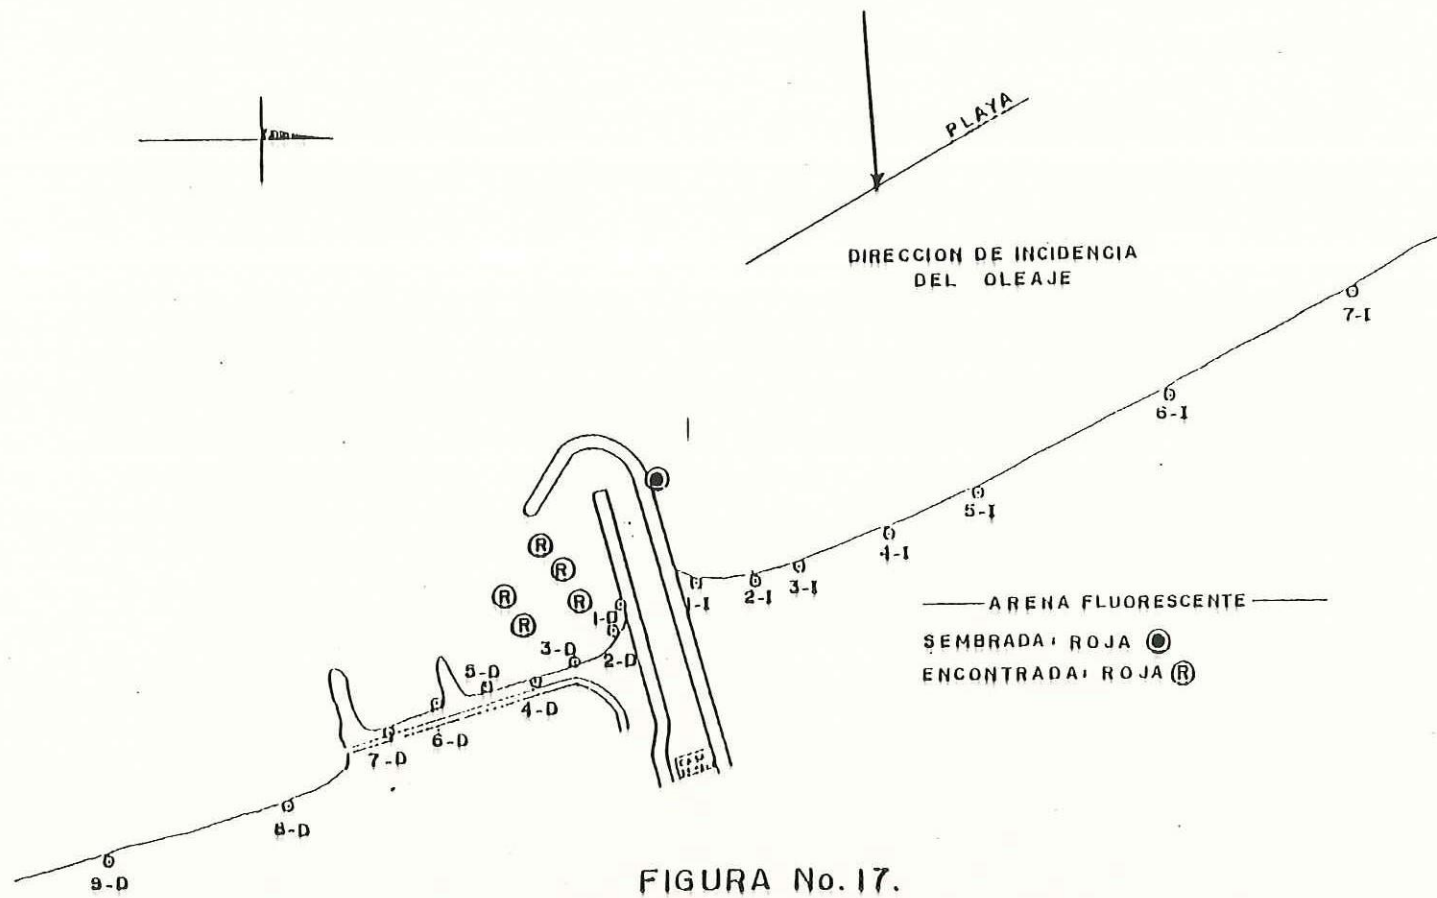 PLAYA
DIRECCION DE INCIDENCIA
DEL OLEAJE
7-I
6-I
5-I
4-I
3-I
2-I
1-I
R
R
R
R
R
1-D
2-D
3-D
4-D
5-D
6-D
7-D
8-D
9-D
ARENA FLUORESCENTE
SEMBRADA: ROJA
ENCONTRADA: ROJA R
FIGURA No. 17.